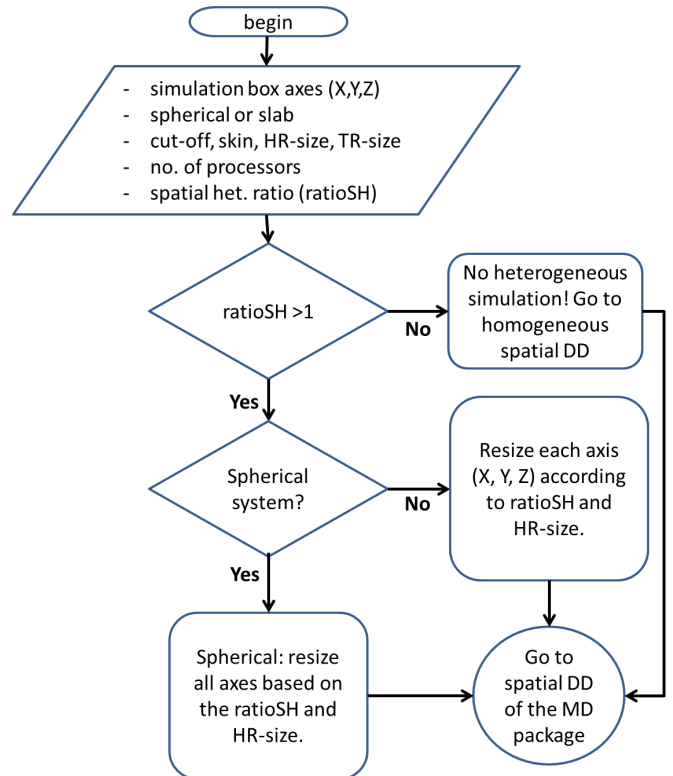 begin
- simulation box axes (X,Y,Z)
- spherical or slab
- cut-off, skin, HR-size, TR-size
- no. of processors
- spatial het. ratio (ratioSH)
ratioSH >1
No
No heterogeneous
simulation! Go to
homogeneous
spatial DD
Yes
Spherical
system?
No
Resize each axis
(X, Y, Z) according
to ratioSH and
HR-size.
Yes
Spherical: resize
all axes based on
the ratioSH and
HR-size.
Go to
spatial DD
of the MD
package